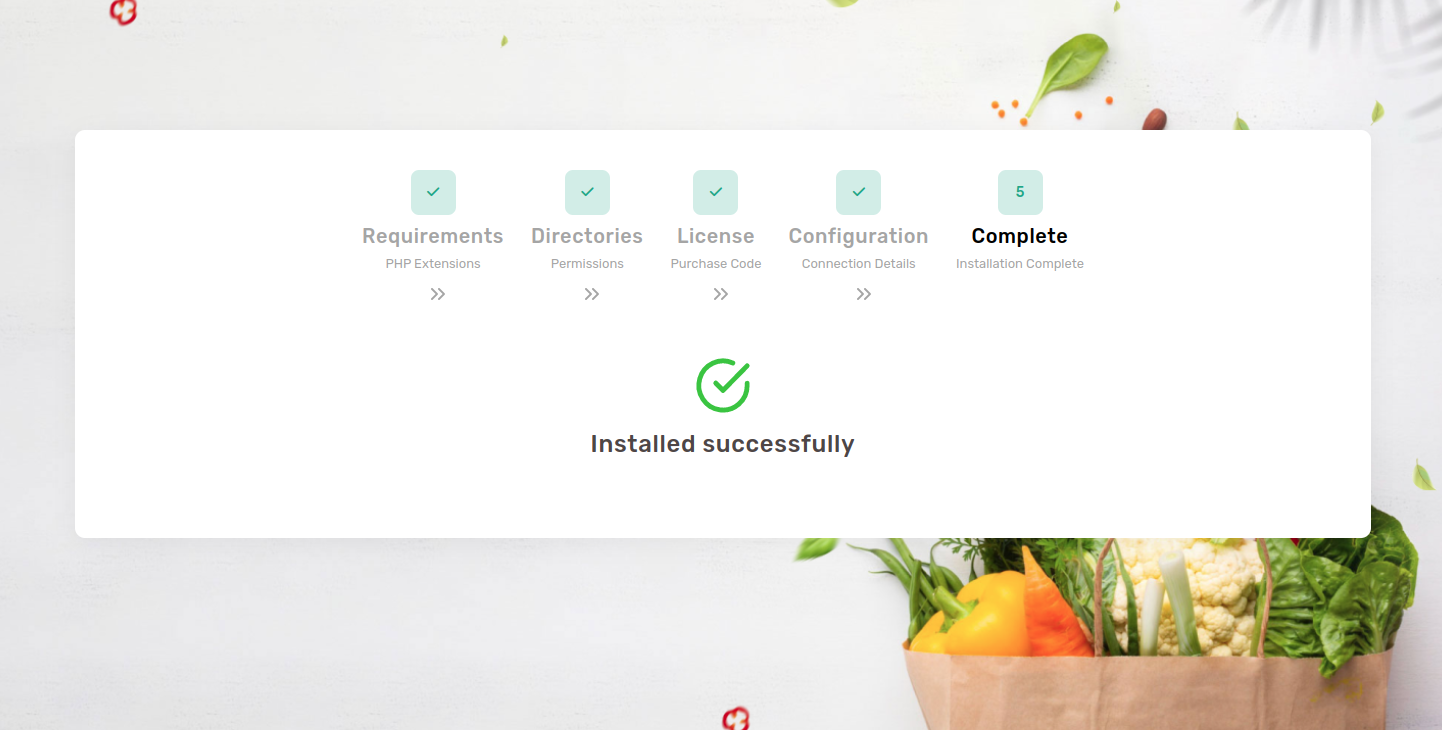 5
Requirements Directories License Configuration Complete
PHP Extensions Permissions Purchase Code Connection Details Installation Complete
Installed successfully